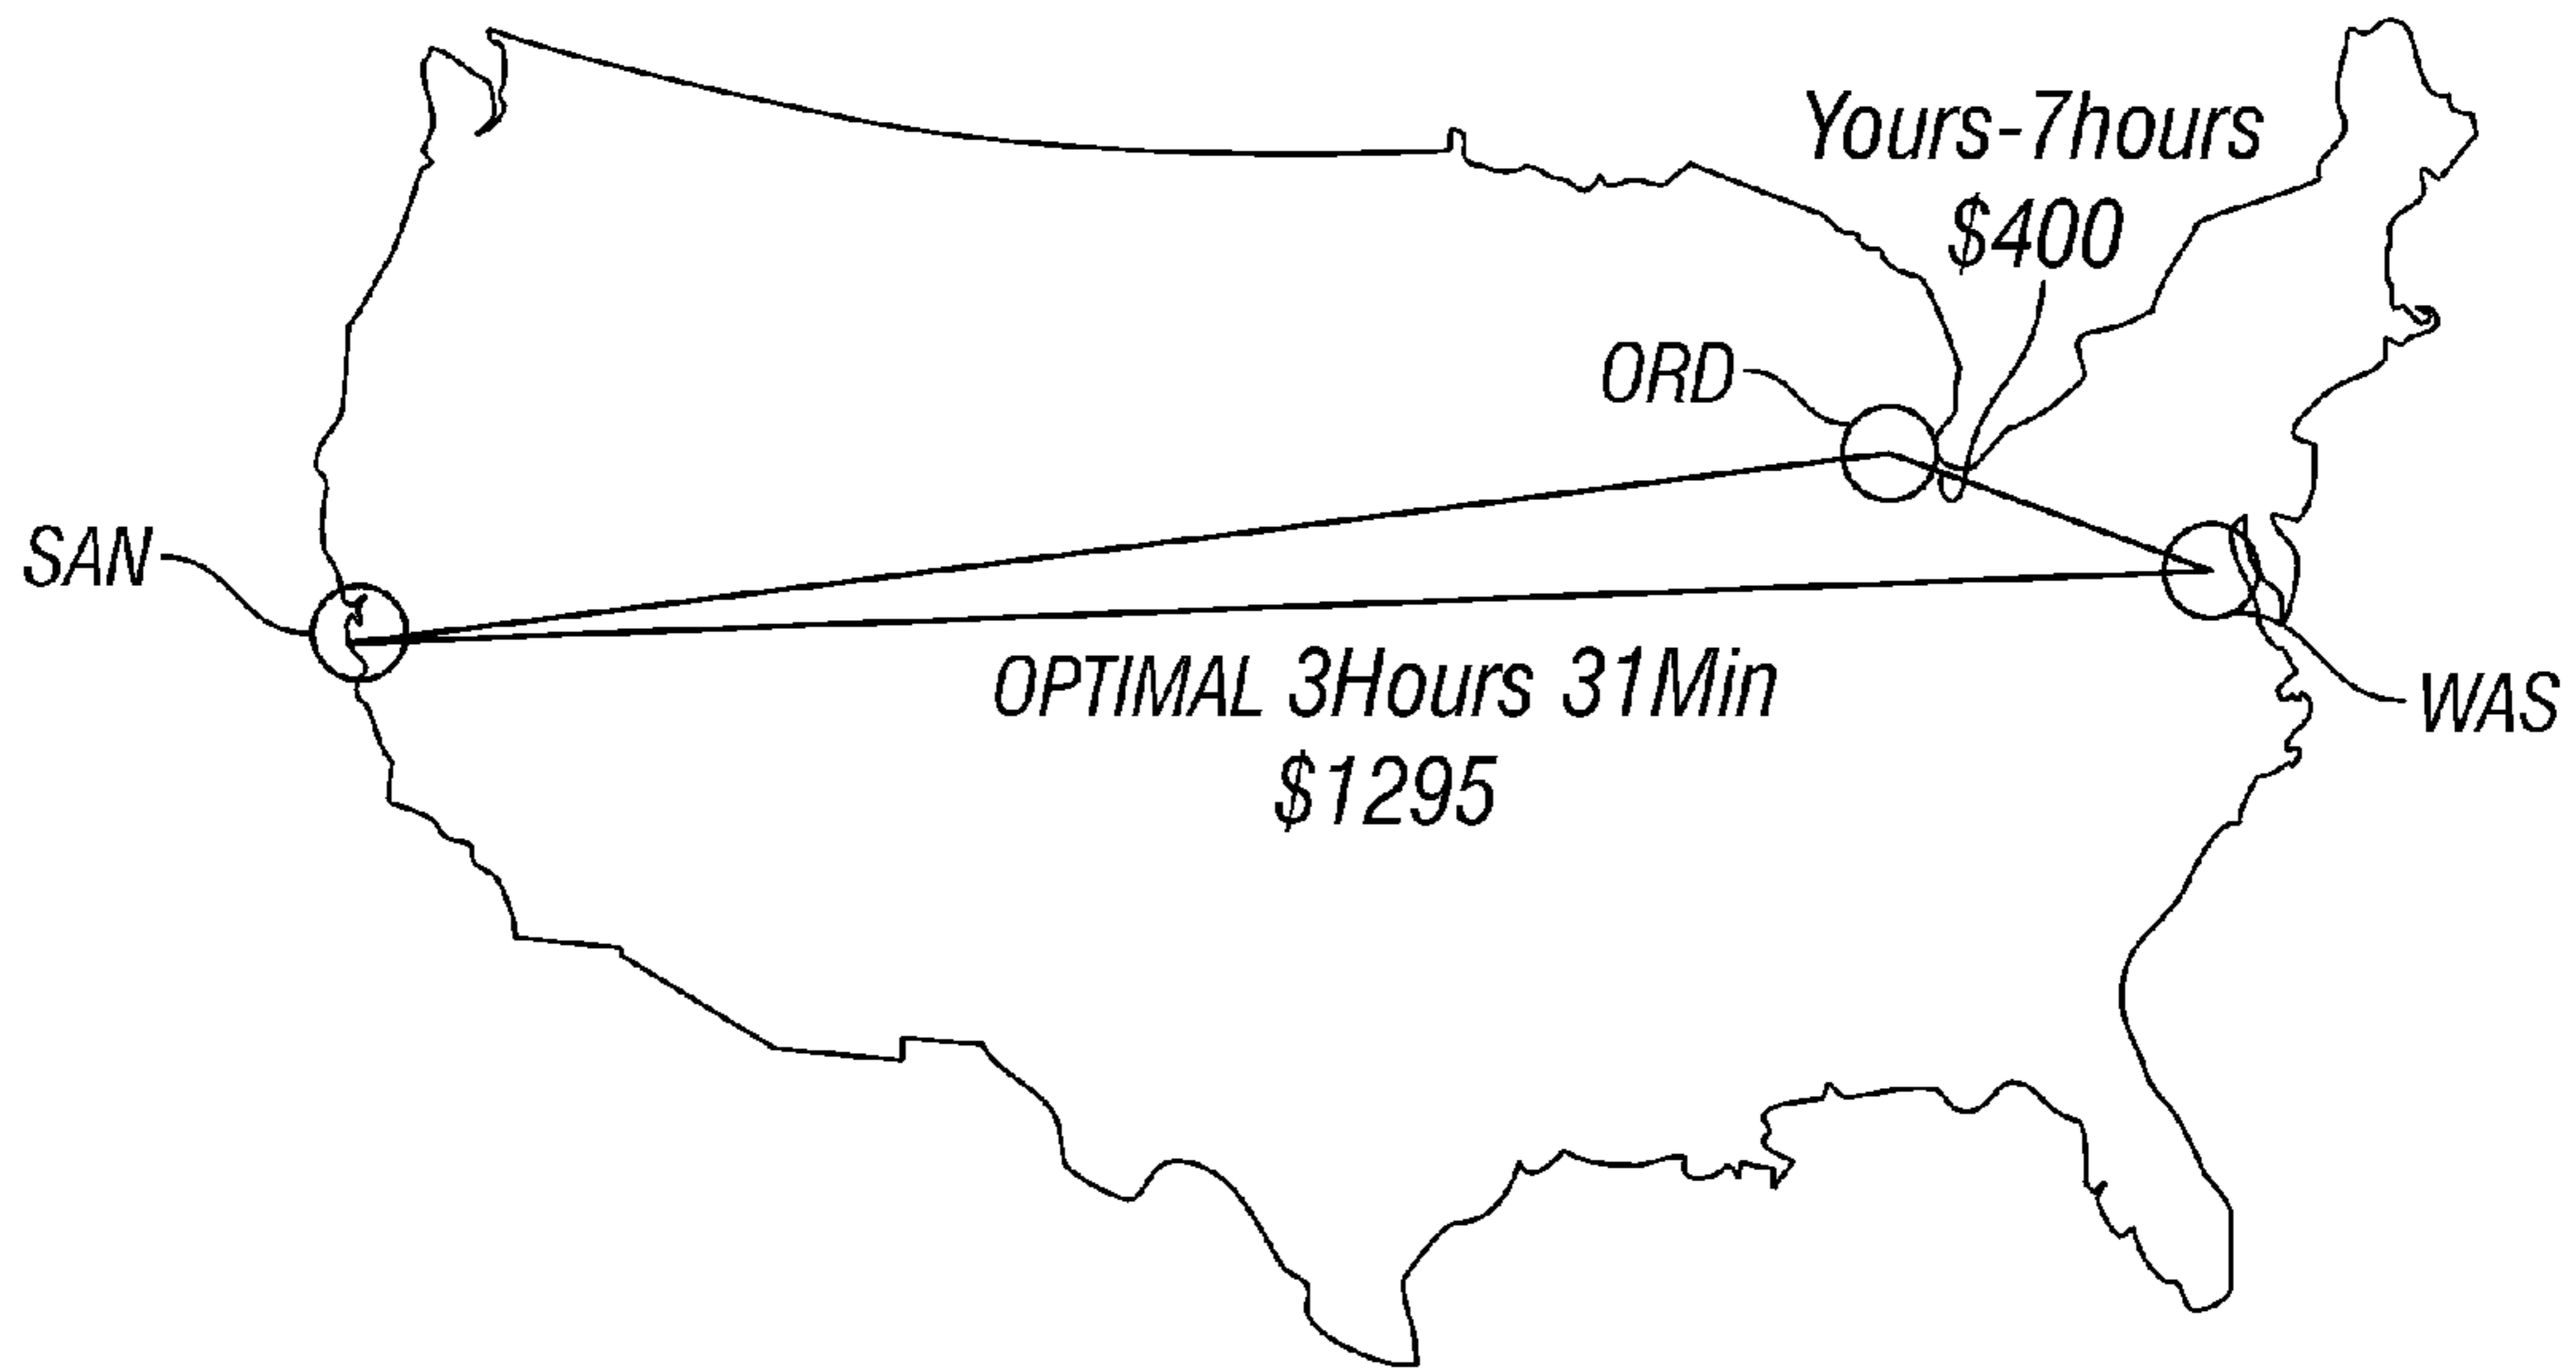 Yours-7hours
$400
ORD
SAN
OPTIMAL 3Hours 31Min
$1295
WAS